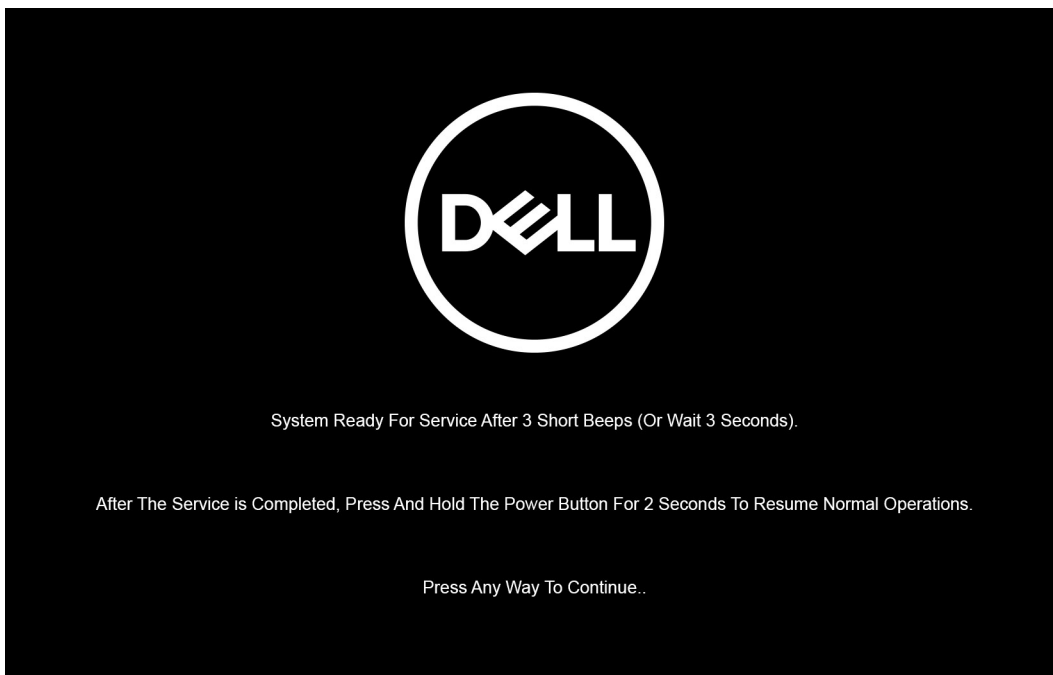 DELL
System Ready For Service After 3 Short Beeps (Or Wait 3 Seconds).
After The Service is Completed, Press And Hold The Power Button For 2 Seconds To Resume Normal Operations.
Press Any Way To Continue..